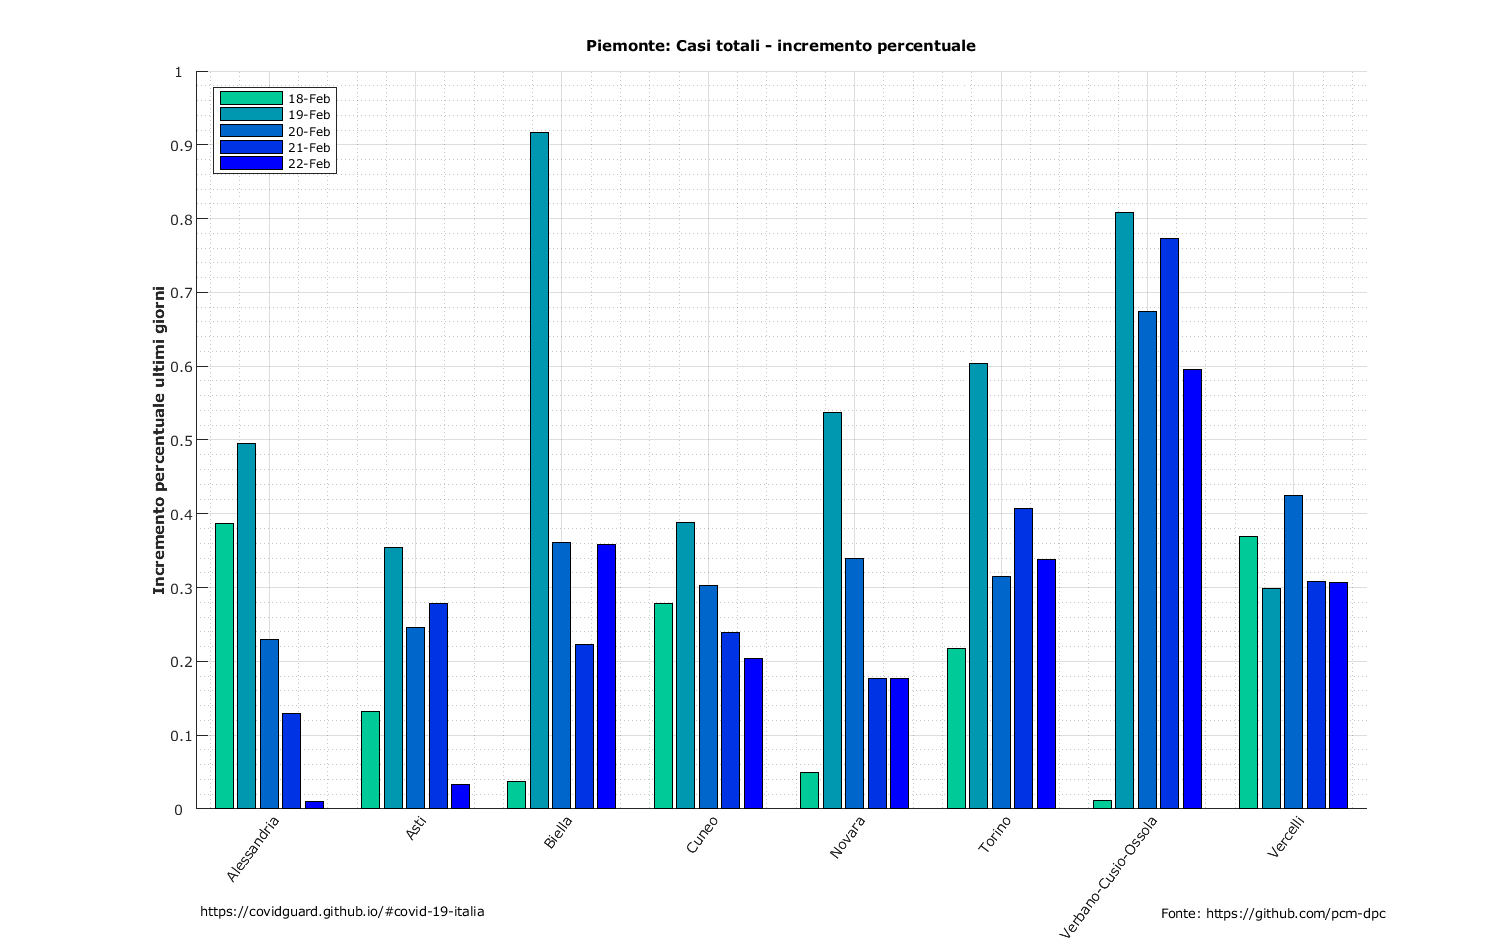 Piemonte: Casi totali - incremento percentuale
Incremento percentuale ultimi giorni
1
0.9
0.8
0.7
0.6
0.5
0.4
0.3
0.2
0.1
0
18-Feb
19-Feb
20-Feb
21-Feb
22-Feb
Alessandria
Asti
Biella
Cuneo
Novara
Torino
Verbano-Cusio-Ossola
Vercelli
https://covidguard.github.io/#covid-19-italia
Fonte: https://github.com/pcm-dpc